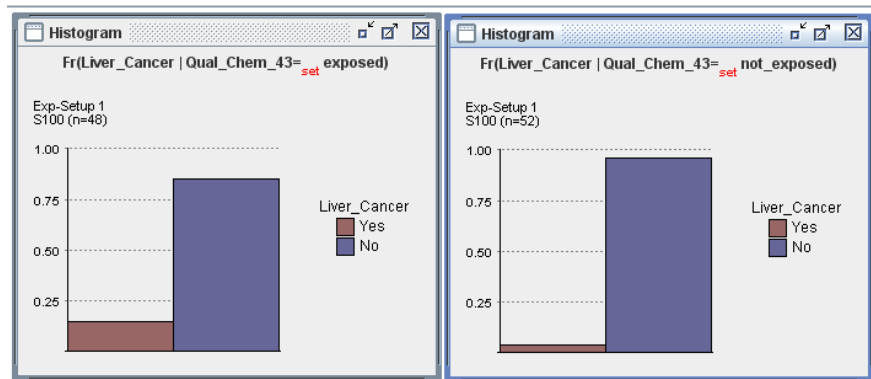 Histogram
Fr(Liver_Cancer | Qual_Chem_43=set exposed)
Exp-Setup 1
S100 (n=48)
1.00
0.75
0.50
0.25
Liver_Cancer
Yes
No
Histogram
Fr(Liver_Cancer | Qual_Chem_43=set not_exposed)
Exp-Setup 1
S100 (n=52)
1.00
0.75
0.50
0.25
Liver_Cancer
Yes
No